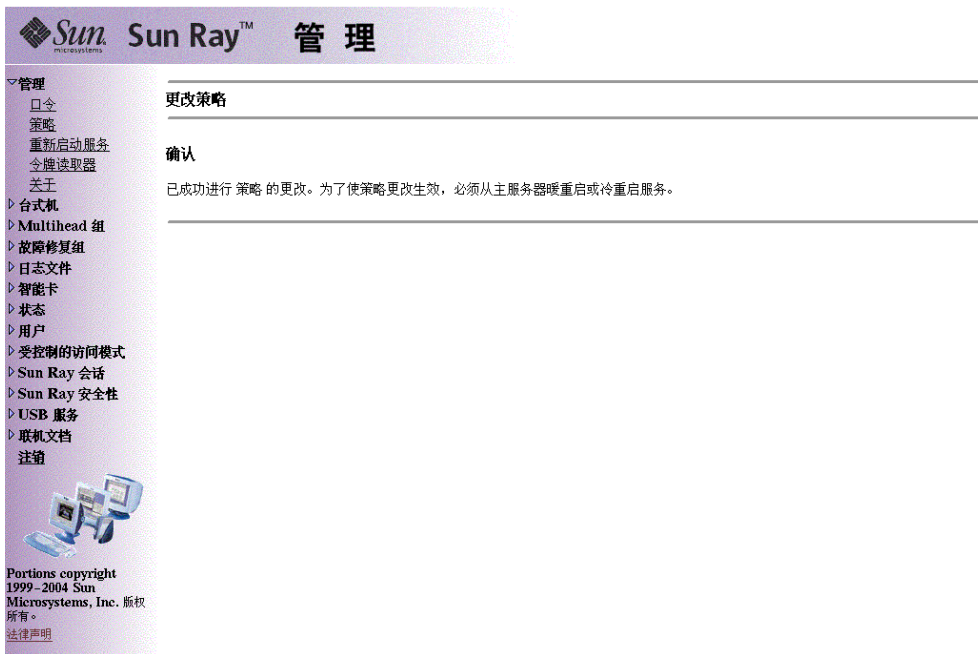 Sun microsystems Sun Ray™ 管 理
▽管理
口令
策略
重新启动服务
令牌读取器
关于
▷台式机
▷Multihead 组
▷故障修复组
▷日志文件
▷智能卡
▷状态
▷用户
▷受控制的访问模式
▷Sun Ray 会话
▷Sun Ray 安全性
▷USB 服务
▷联机文档
注销
Portions copyright
1999-2004 Sun
Microsystems, Inc. 版权
所有。
法律声明
更改策略
确认
已成功进行 策略 的更改。为了使策略更改生效，必须从主服务器暖重启或冷重启服务。